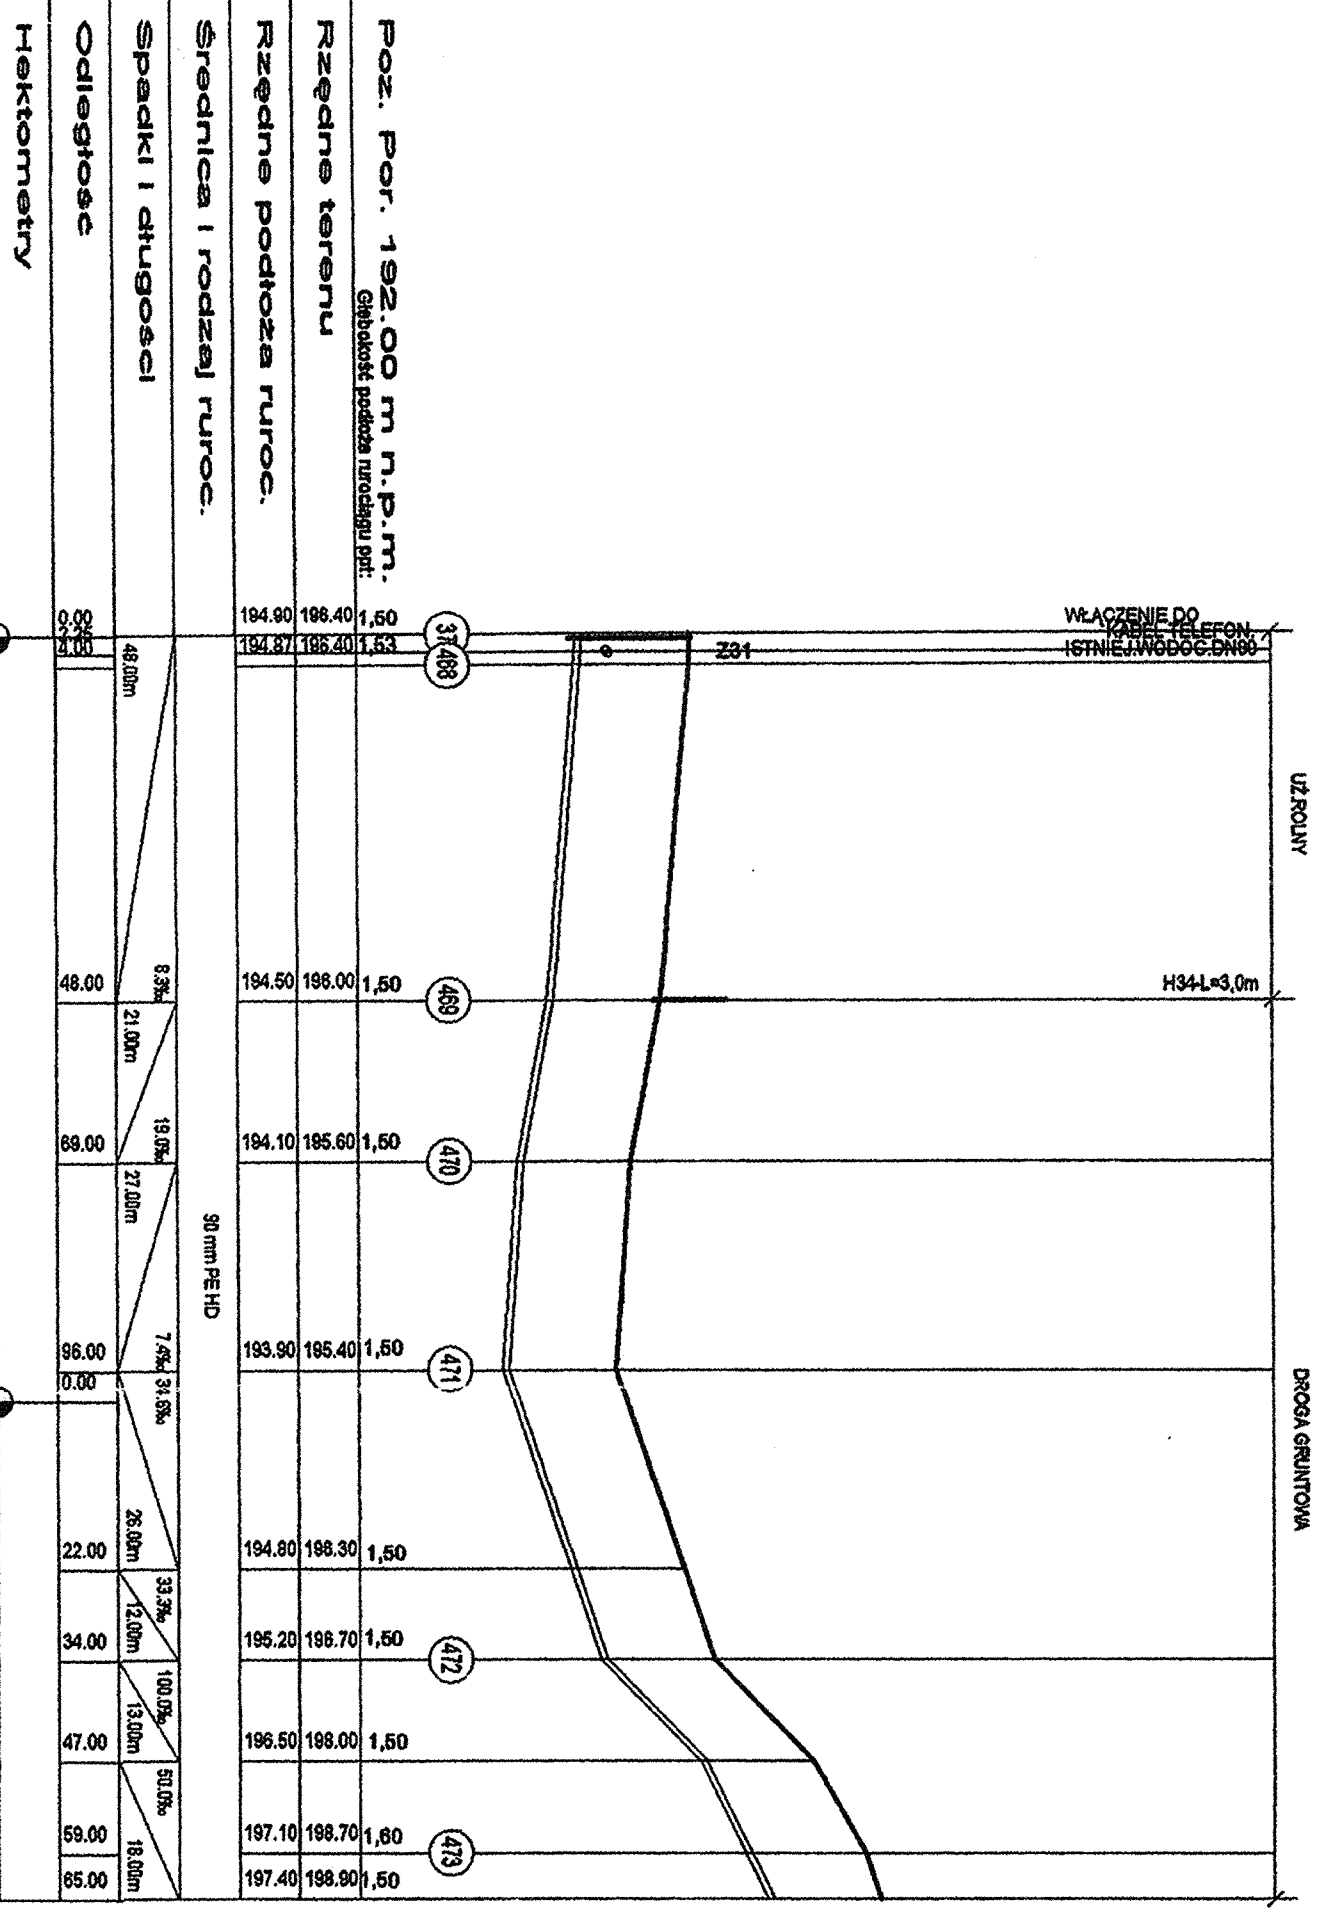 Poz. Por. 192.00 m n.p.m.
Głębokość podłoża rurociągu ppt:
Rzędne terenu
Rzędne podłoża ruroc.
Średnica i rodzaj ruroc.
Spadki i długości
Odległość
Hektometry
WŁĄCZENIE DO
KABEL TELEFON.
ISTNIEJ.WODOC.DN80
Z31
UŻ.ROLNY
H34-L=3,0m
DROGA GRUNTOWA
0.00 194.90 196.40 1,50
4.00 194.87 196.40 1,53 468
48.00m 8.3‰
48.00 194.50 196.00 1,50 469
21.00m 19.0‰
69.00 194.10 195.60 1,50 470
27.00m 7.4‰
90 mm PE HD
96.00 193.90 195.40 1,50 471
0.00
34.6‰ 26.00m
22.00 194.80 196.30 1,50
33.3‰ 12.00m
34.00 195.20 196.70 1,50 472
100.0‰ 13.00m
47.00 196.50 198.00 1,50
50.0‰ 18.00m
59.00 197.10 198.70 1,60 473
65.00 197.40 198.90 1,50